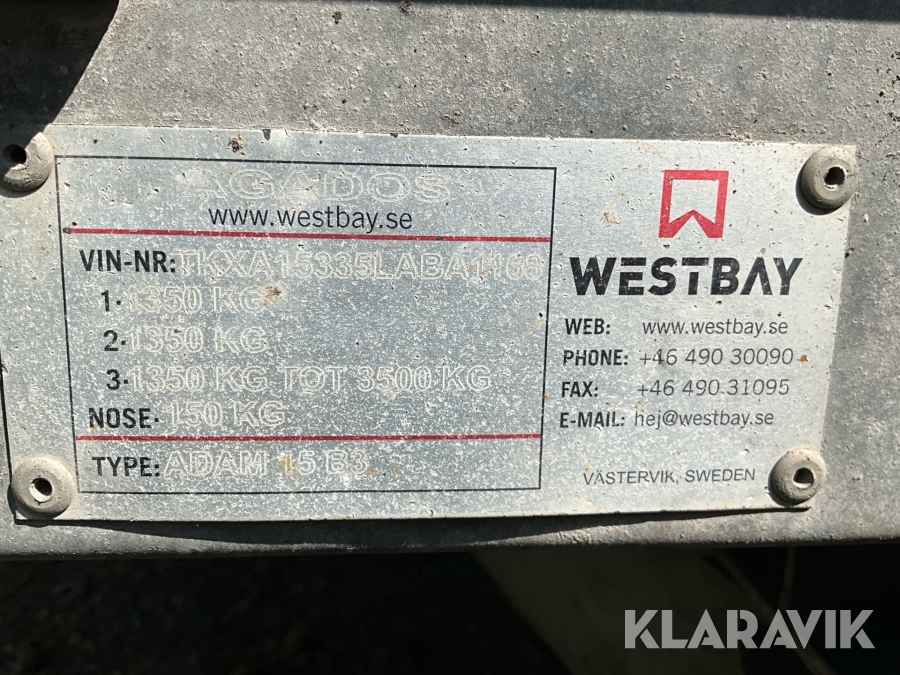 AGADOS
www.westbay.se
VIN-NR: TKXA15335LABA1168
1· 1350 KG
2· 1350 KG
3· 1350 KG TOT 3500 KG
NOSE· 150 KG
TYPE: ADAM 15 B3
WESTBAY
WEB: www.westbay.se
PHONE: +46 490 30090
FAX: +46 490 31095
E-MAIL: hej@westbay.se
VÄSTERVIK, SWEDEN
KLARAVIK